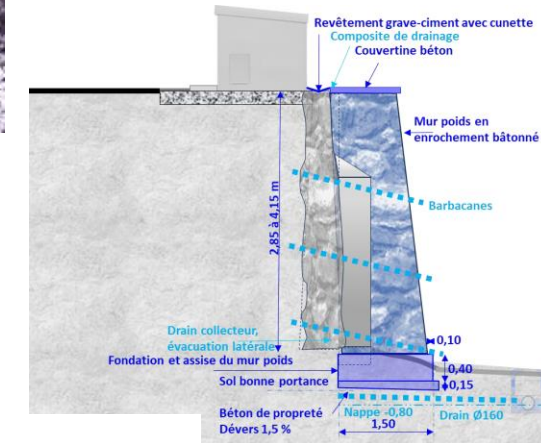 Revêtement grave-ciment avec cunette
Composite de drainage
Couvertine béton
Mur poids en
enrochement bâtonné
Barbacanes
2,85 à 4,15 m
Drain collecteur,
évacuation latérale
0,10
Fondation et assise du mur poids
0,40
Sol bonne portance
0,15
Béton de propreté
Dévers 1,5 %
Nappe -0,80
Drain Ø160
1,50